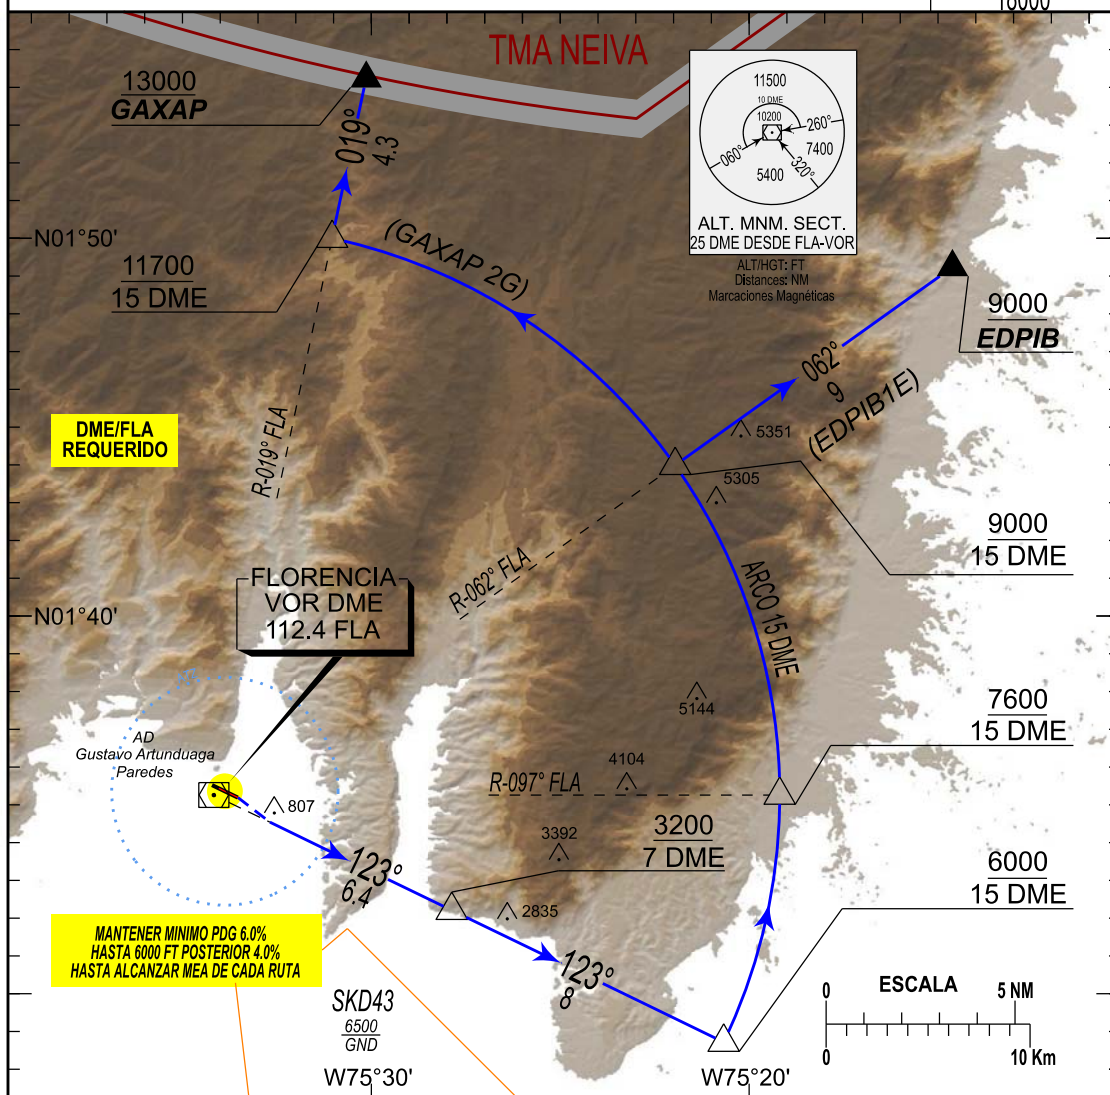 16000
TMA NEIVA
13000
GAXAP
019°
4.3
11500
10 DME
10200
260°
060°
7400
320°
5400
ALT. MNM. SECT.
25 DME DESDE FLA-VOR
ALT/HGT: FT
Distances: NM
Marcaciones Magnéticas
N01°50'
(GAXAP 2G)
11700
15 DME
9000
EDPIB
062°
9
(EDPIB1E)
DME/FLA
REQUERIDO
R-019° FLA
5351
5305
9000
15 DME
R-062° FLA
ARCO 15 DME
FLORENCIA
VOR DME
112.4 FLA
N01°40'
5144
7600
15 DME
AD
Gustavo Artunduaga
Paredes
4104
R-097° FLA
807
3392
3200
7 DME
123°
6.4
6000
15 DME
2835
MANTENER MINIMO PDG 6.0%
HASTA 6000 FT POSTERIOR 4.0%
HASTA ALCANZAR MEA DE CADA RUTA
123°
8
SKD43
6500
GND
0 ESCALA 5 NM
0 10 Km
W75°30'
W75°20'